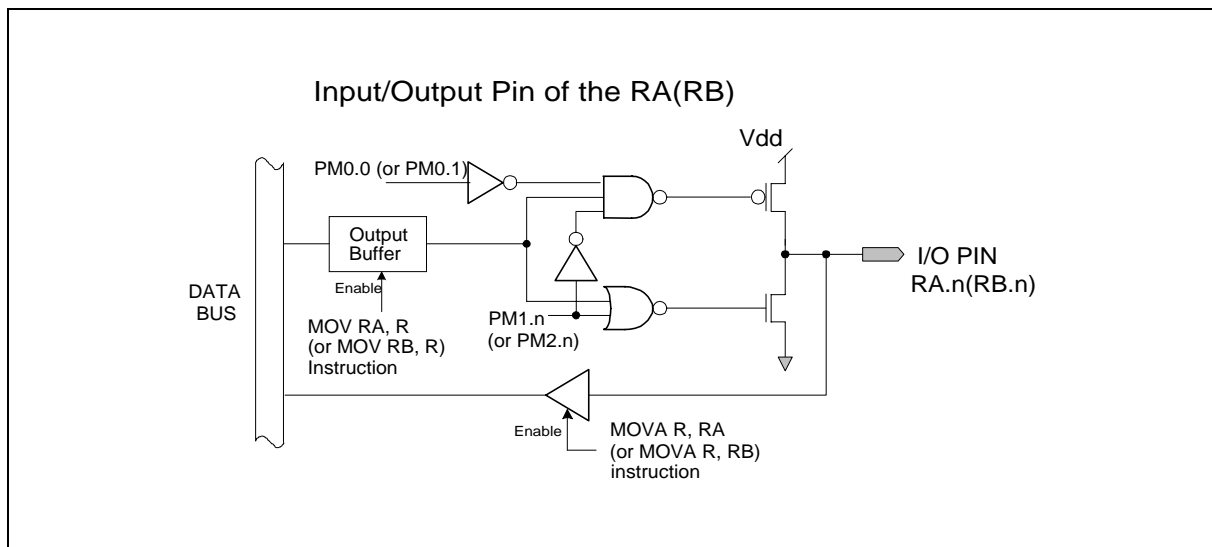 Input/Output Pin of the RA(RB)
Vdd
PM0.0 (or PM0.1)
Output
Buffer
I/O PIN
RA.n(RB.n)
DATA
BUS
Enable
PM1.n
(or PM2.n)
MOV RA, R
(or MOV RB, R)
Instruction
Enable
MOVA R, RA
(or MOVA R, RB)
instruction